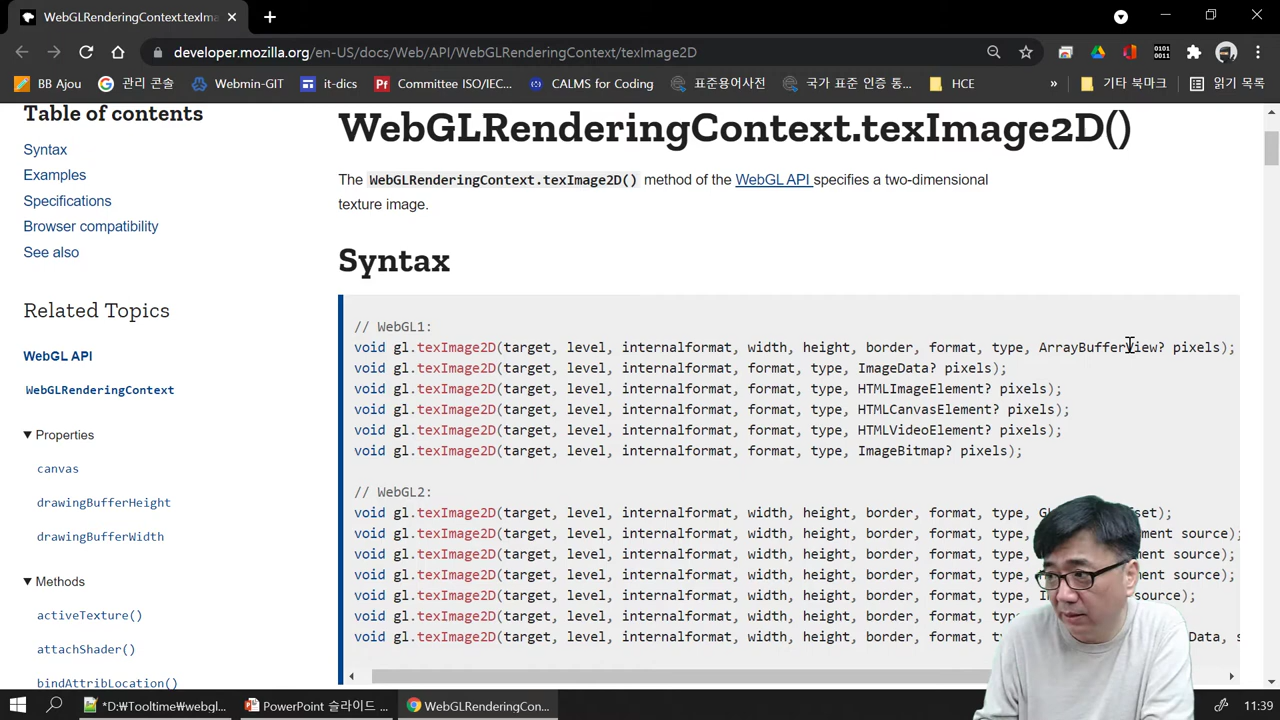 WebGLRenderingContext.texIma
developer.mozilla.org/en-US/docs/Web/API/WebGLRenderingContext/texImage2D
BB Ajou 관리 콘솔 Webmin-GIT it-dics Committee ISO/IEC... CALMS for Coding 표준용어사전 국가 표준 인증 통... HCE » 기타 북마크 읽기 목록
Table of contents
Syntax
Examples
Specifications
Browser compatibility
See also
Related Topics
WebGL API
WebGLRenderingContext
Properties
canvas
drawingBufferHeight
drawingBufferWidth
Methods
activeTexture()
attachShader()
bindAttribLocation()
WebGLRenderingContext.texImage2D()
The WebGLRenderingContext.texImage2D() method of the WebGL API specifies a two-dimensional
texture image.
Syntax
// WebGL1:
void gl.texImage2D(target, level, internalformat, width, height, border, format, type, ArrayBufferView? pixels);
void gl.texImage2D(target, level, internalformat, format, type, ImageData? pixels);
void gl.texImage2D(target, level, internalformat, format, type, HTMLImageElement? pixels);
void gl.texImage2D(target, level, internalformat, format, type, HTMLCanvasElement? pixels);
void gl.texImage2D(target, level, internalformat, format, type, HTMLVideoElement? pixels);
void gl.texImage2D(target, level, internalformat, format, type, ImageBitmap? pixels);
// WebGL2:
void gl.texImage2D(target, level, internalformat, width, height, border, format, type,
void gl.texImage2D(target, level, internalformat, width, height, border, format, type, source);
void gl.texImage2D(target, level, internalformat, width, height, border, format, type, source);
void gl.texImage2D(target, level, internalformat, width, height, border, format, type, source);
void gl.texImage2D(target, level, internalformat, width, height, border, format, type, source);
void gl.texImage2D(target, level, internalformat, width, height, border, format,
void gl.texImage2D(target, level, internalformat, width, height, border, format,
*D:₩Tooltime₩webgl... PowerPoint 슬라이드 ... WebGLRenderingCon... 11:39